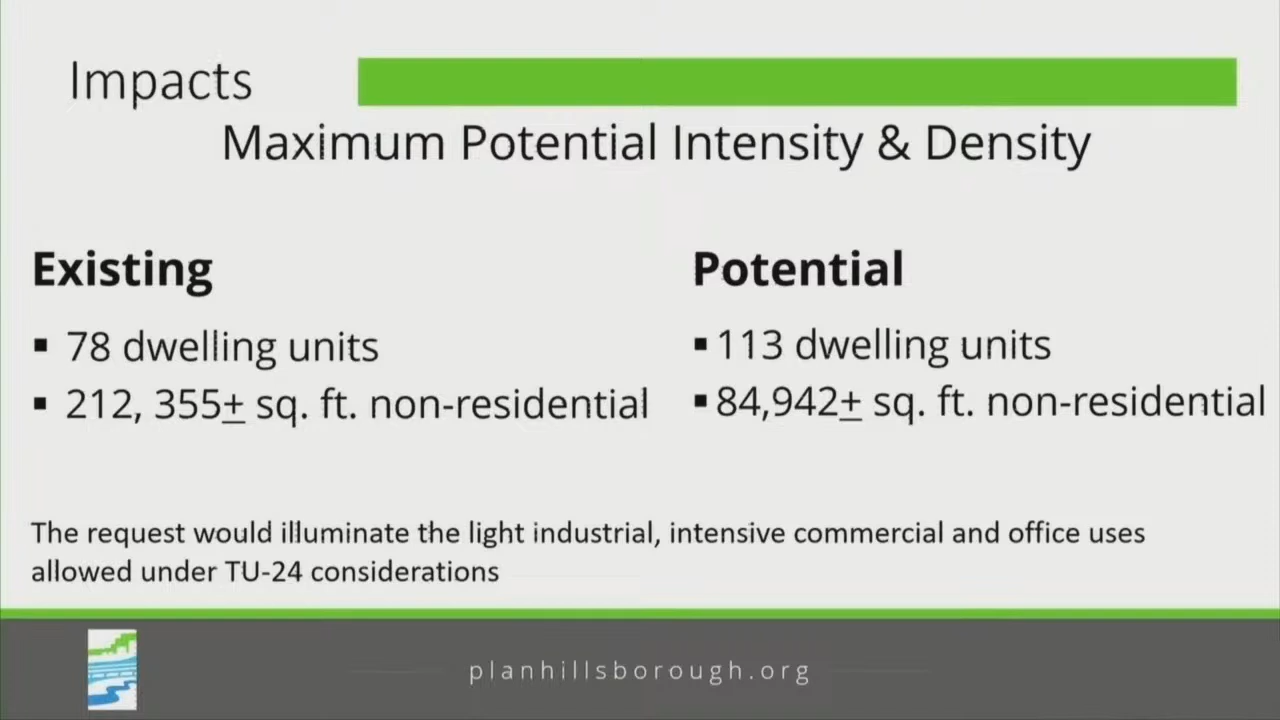 Impacts
Maximum Potential Intensity & Density
Existing
▪ 78 dwelling units
▪ 212, 355± sq. ft. non-residential
Potential
▪ 113 dwelling units
▪ 84,942± sq. ft. non-residential
The request would illuminate the light industrial, intensive commercial and office uses
allowed under TU-24 considerations
planhillsborough.org